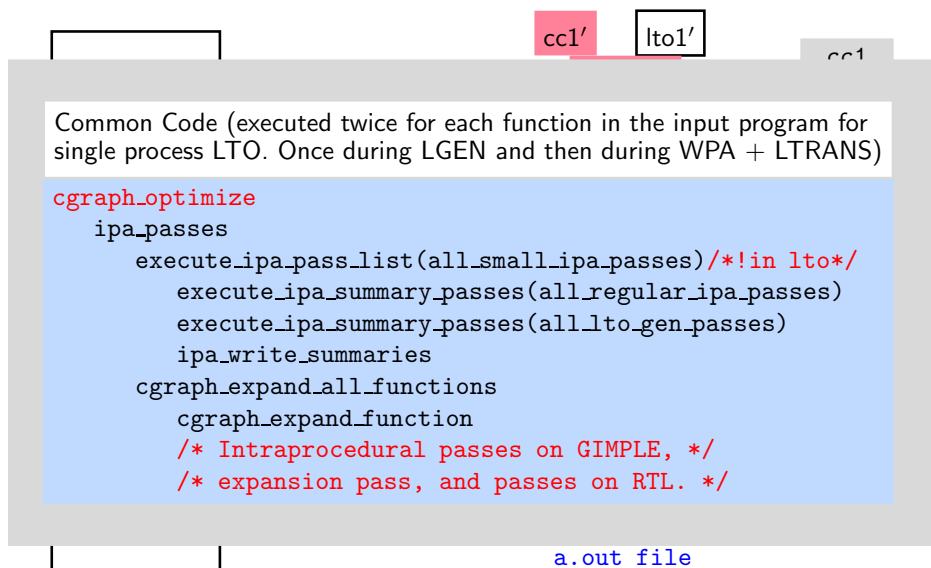 cc1′ lto1′
cc1
Common Code (executed twice for each function in the input program for
single process LTO. Once during LGEN and then during WPA + LTRANS)
cgraph_optimize
ipa_passes
execute_ipa_pass_list(all_small_ipa_passes)/*!in lto*/
execute_ipa_summary_passes(all_regular_ipa_passes)
execute_ipa_summary_passes(all_lto_gen_passes)
ipa_write_summaries
cgraph_expand_all_functions
cgraph_expand_function
/* Intraprocedural passes on GIMPLE, */
/* expansion pass, and passes on RTL. */
a.out file